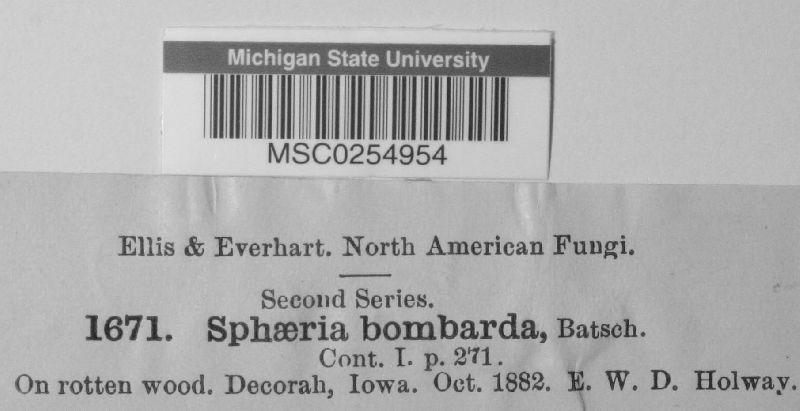 Michigan State University
MSC0254954
Ellis & Everhart. North American Fungi.
Second Series.
1671. Sphæria bombarda, Batsch.
Cont. I. p. 271.
On rotten wood. Decorah, Iowa. Oct. 1882. E. W. D. Holway.